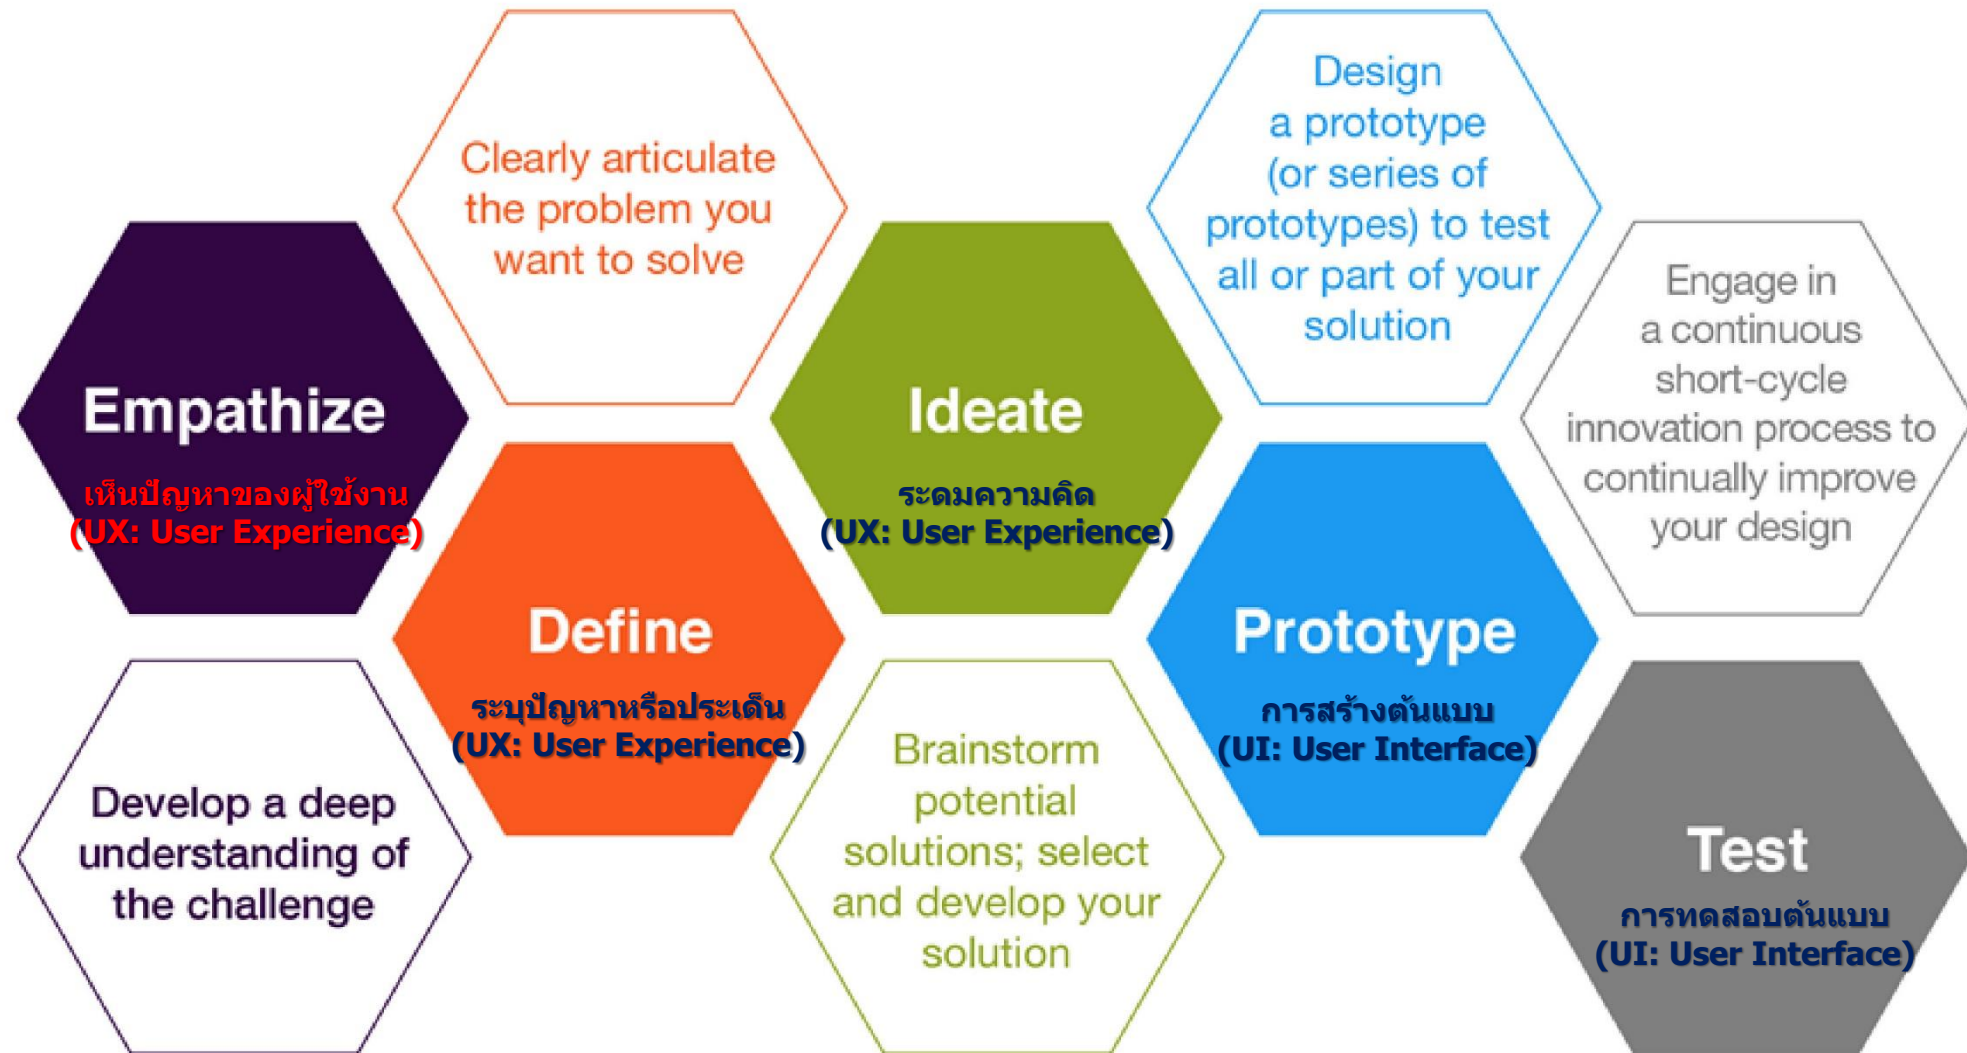 Empathize
เห็นปัญหาของผู้ใช้งาน
(UX: User Experience)
Develop a deep
understanding of
the challenge
Clearly articulate
the problem you
want to solve
Define
ระบุปัญหาหรือประเด็น
(UX: User Experience)
Ideate
ระดมความคิด
(UX: User Experience)
Brainstorm
potential
solutions; select
and develop your
solution
Design
a prototype
(or series of
prototypes) to test
all or part of your
solution
Prototype
การสร้างต้นแบบ
(UI: User Interface)
Engage in
a continuous
short-cycle
innovation process to
continually improve
your design
Test
การทดสอบต้นแบบ
(UI: User Interface)